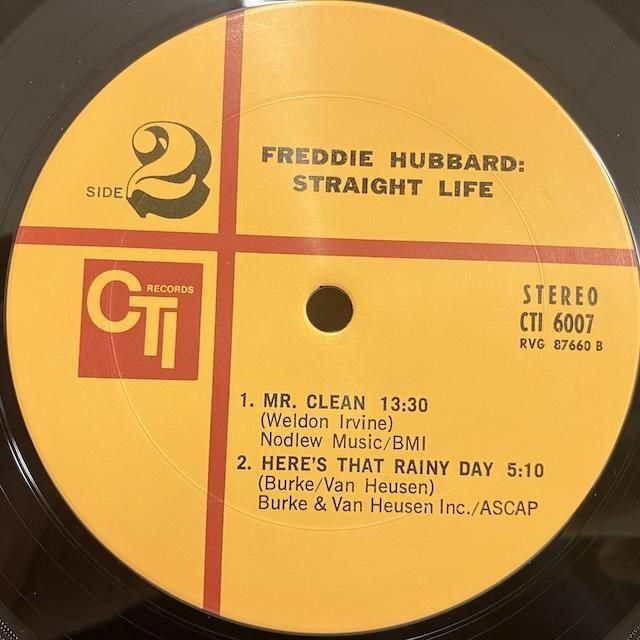 FREDDIE HUBBARD:
STRAIGHT LIFE
SIDE 2
CTI RECORDS
STEREO
CTI 6007
RVG 87660 B
1. MR. CLEAN 13:30
(Weldon Irvine)
Nodlew Music/BMI
2. HERE'S THAT RAINY DAY 5:10
(Burke/Van Heusen)
Burke & Van Heusen Inc./ASCAP